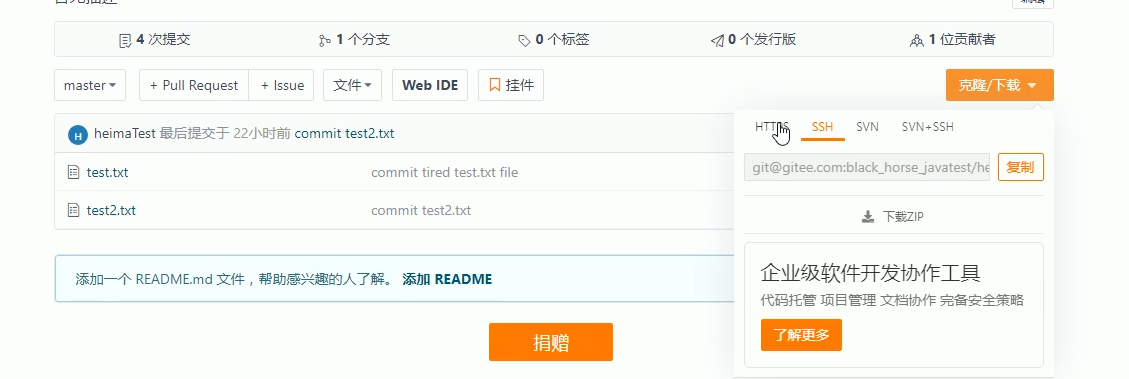 4 次提交 1 个分支 0 个标签 0 个发行版 1 位贡献者
master + Pull Request + Issue 文件 Web IDE 挂件 克隆/下载
HTTPS SSH SVN SVN+SSH
H heimaTest 最后提交于 22小时前 commit test2.txt
git@gitee.com:black_horse_javatest/he 复制
test.txt commit tired test.txt file
test2.txt commit test2.txt
下载ZIP
企业级软件开发协作工具
添加一个 README.md 文件，帮助感兴趣的人了解。 添加 README
代码托管 项目管理 文档协作 完备安全策略
了解更多
捐赠